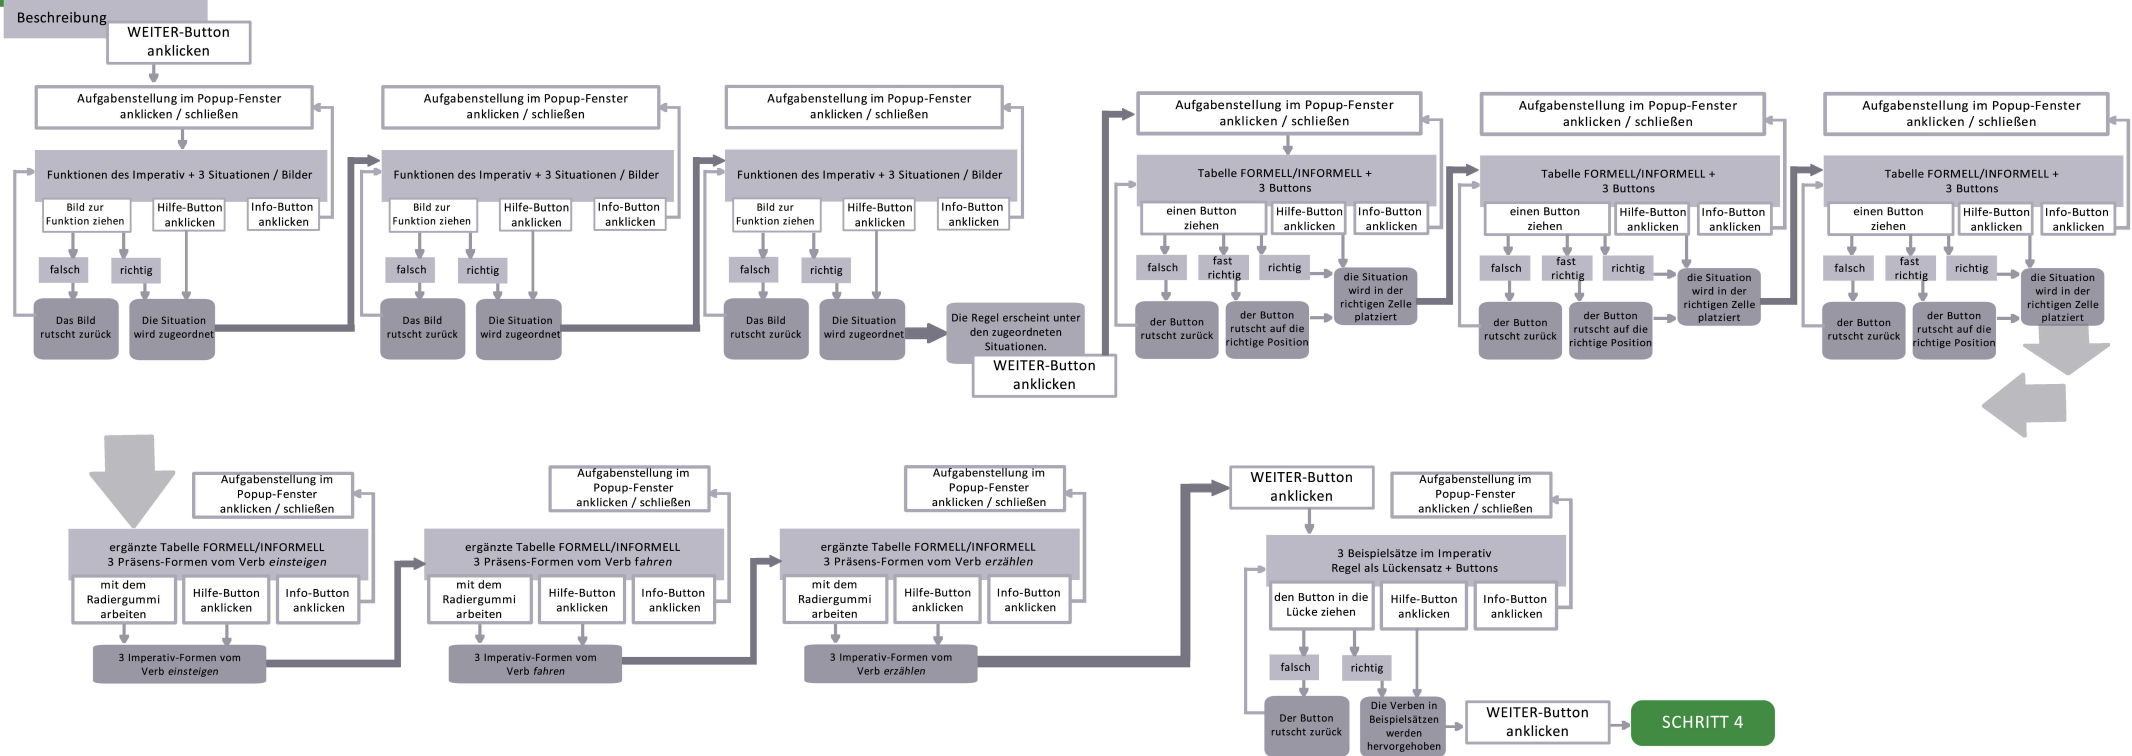 Beschreibung
WEITER-Button
anklicken
Aufgabenstellung im Popup-Fenster
anklicken / schließen
Funktionen des Imperativ + 3 Situationen / Bilder
Bild zur
Funktion ziehen
Hilfe-Button
anklicken
Info-Button
anklicken
falsch
richtig
Das Bild
rutscht zurück
Die Situation
wird zugeordnet
Aufgabenstellung im Popup-Fenster
anklicken / schließen
Funktionen des Imperativ + 3 Situationen / Bilder
Bild zur
Funktion ziehen
Hilfe-Button
anklicken
Info-Button
anklicken
falsch
richtig
Das Bild
rutscht zurück
Die Situation
wird zugeordnet
Aufgabenstellung im Popup-Fenster
anklicken / schließen
Funktionen des Imperativ + 3 Situationen / Bilder
Bild zur
Funktion ziehen
Hilfe-Button
anklicken
Info-Button
anklicken
falsch
richtig
Das Bild
rutscht zurück
Die Situation
wird zugeordnet
Die Regel erscheint unter
den zugeordneten
Situationen.
WEITER-Button
anklicken
Aufgabenstellung im Popup-Fenster
anklicken / schließen
Tabelle FORMELL/INFORMELL +
3 Buttons
einen Button
ziehen
Hilfe-Button
anklicken
Info-Button
anklicken
falsch
fast
richtig
richtig
die Situation
wird in der
richtigen Zelle
platziert
der Button
rutscht zurück
der Button
rutscht auf die
richtige Position
Aufgabenstellung im Popup-Fenster
anklicken / schließen
Tabelle FORMELL/INFORMELL +
3 Buttons
einen Button
ziehen
Hilfe-Button
anklicken
Info-Button
anklicken
falsch
fast
richtig
richtig
die Situation
wird in der
richtigen Zelle
platziert
der Button
rutscht zurück
der Button
rutscht auf die
richtige Position
Aufgabenstellung im Popup-Fenster
anklicken / schließen
Tabelle FORMELL/INFORMELL +
3 Buttons
einen Button
ziehen
Hilfe-Button
anklicken
Info-Button
anklicken
falsch
fast
richtig
richtig
die Situation
wird in der
richtigen Zelle
platziert
der Button
rutscht zurück
der Button
rutscht auf die
richtige Position
Aufgabenstellung im
Popup-Fenster
anklicken / schließen
ergänzte Tabelle FORMELL/INFORMELL
3 Präsens-Formen vom Verb einsteigen
mit dem
Radiergummi
arbeiten
Hilfe-Button
anklicken
Info-Button
anklicken
3 Imperativ-Formen vom
Verb einsteigen
Aufgabenstellung im
Popup-Fenster
anklicken / schließen
ergänzte Tabelle FORMELL/INFORMELL
3 Präsens-Formen vom Verb fahren
mit dem
Radiergummi
arbeiten
Hilfe-Button
anklicken
Info-Button
anklicken
3 Imperativ-Formen vom
Verb fahren
Aufgabenstellung im
Popup-Fenster
anklicken / schließen
ergänzte Tabelle FORMELL/INFORMELL
3 Präsens-Formen vom Verb erzählen
mit dem
Radiergummi
arbeiten
Hilfe-Button
anklicken
Info-Button
anklicken
3 Imperativ-Formen vom
Verb erzählen
WEITER-Button
anklicken
Aufgabenstellung im
Popup-Fenster
anklicken / schließen
3 Beispielsätze im Imperativ
Regel als Lückensatz + Buttons
den Button in die
Lücke ziehen
Hilfe-Button
anklicken
Info-Button
anklicken
falsch
richtig
Der Button
rutscht zurück
Die Verben in
Beispielsätzen
werden
hervorgehoben
WEITER-Button
anklicken
SCHRITT 4